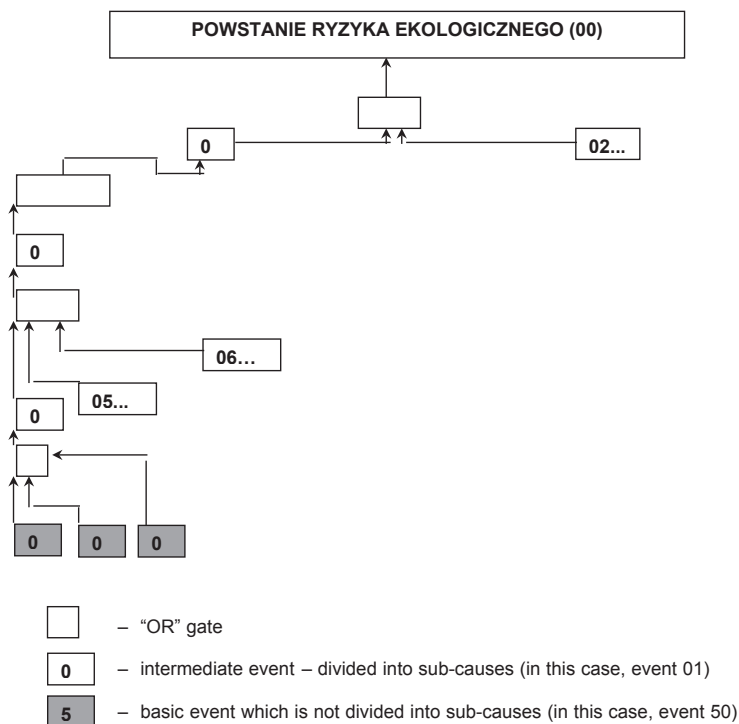 POWSTANIE RYZYKA EKOLOGICZNEGO (00)
0
02...
0
06...
05...
0
0 0 0
– “OR” gate
0 – intermediate event – divided into sub-causes (in this case, event 01)
5 – basic event which is not divided into sub-causes (in this case, event 50)